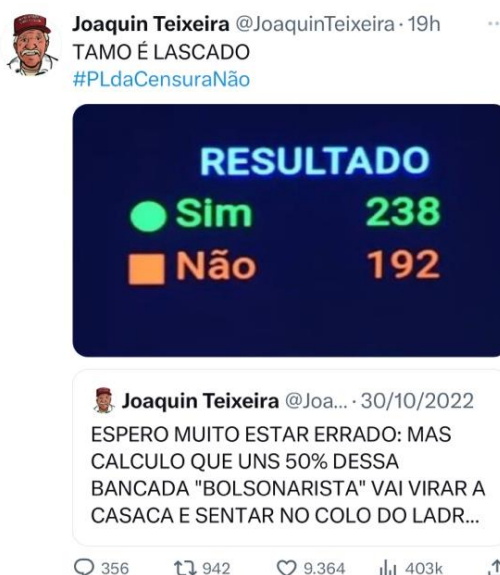 Joaquin Teixeira @JoaquinTeixeira · 19h
TAMO É LASCADO
#PLdaCensuraNão
RESULTADO
Sim 238
Não 192
Joaquin Teixeira @Joa... · 30/10/2022
ESPERO MUITO ESTAR ERRADO: MAS
CALCULO QUE UNS 50% DESSA
BANCADA "BOLSONARISTA" VAI VIRAR A
CASACA E SENTAR NO COLO DO LADR...
356 942 9.364 403k